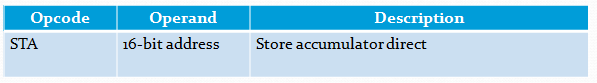 Opcode Operand Description
STA 16-bit address Store accumulator direct